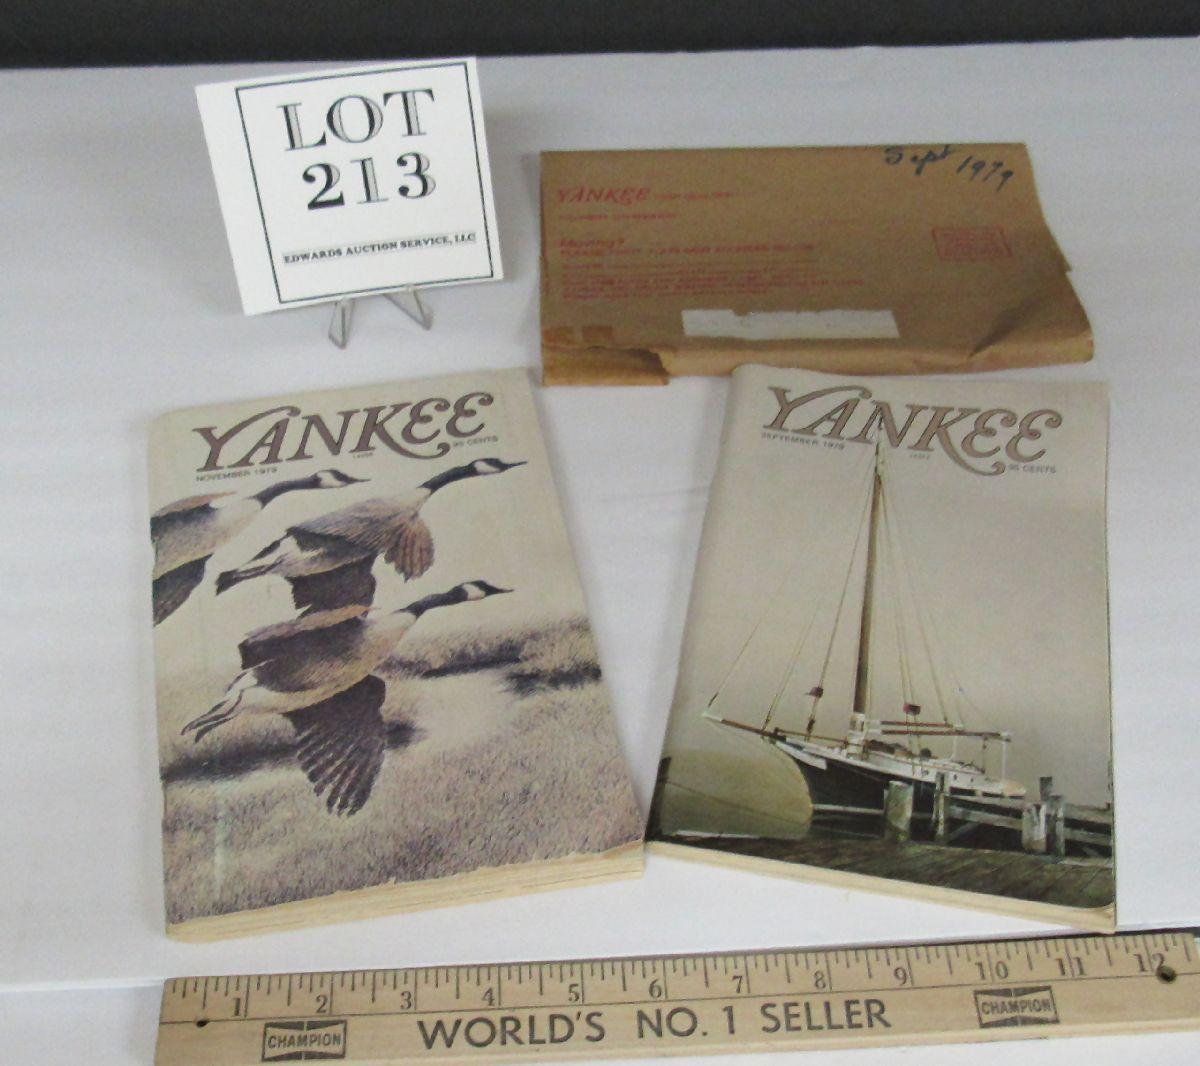 LOT
213
EDWARDS AUCTION SERVICE, LLC
Sept 1979
YANKEE
Moving?
YANKEE
NOVEMBER 1979
95 CENTS
YANKEE
SEPTEMBER 1979
95 CENTS
1 2 3 4 5 6 7 8 9 10 11 12
CHAMPION
WORLD'S NO. 1 SELLER
CHAMPION